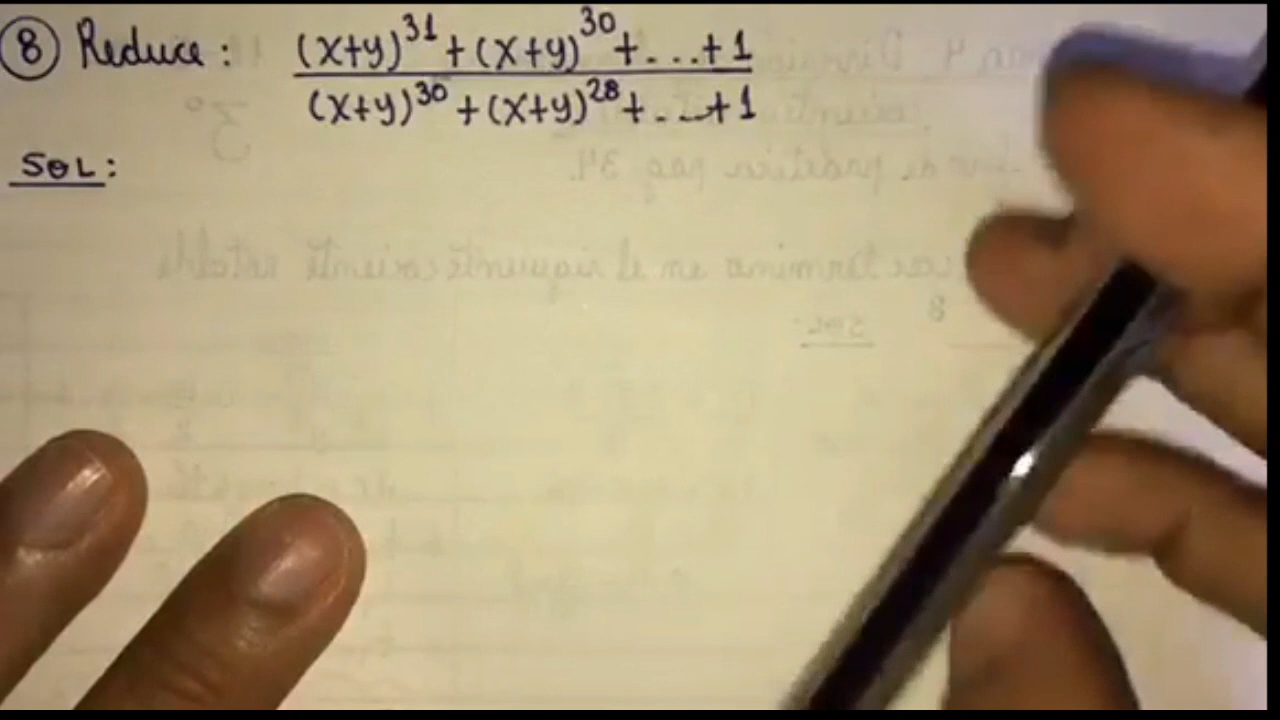 8 Reduce : (x+y)^31 + (x+y)^30 + ... + 1
(x+y)^30 + (x+y)^28 + ... + 1
SOL: